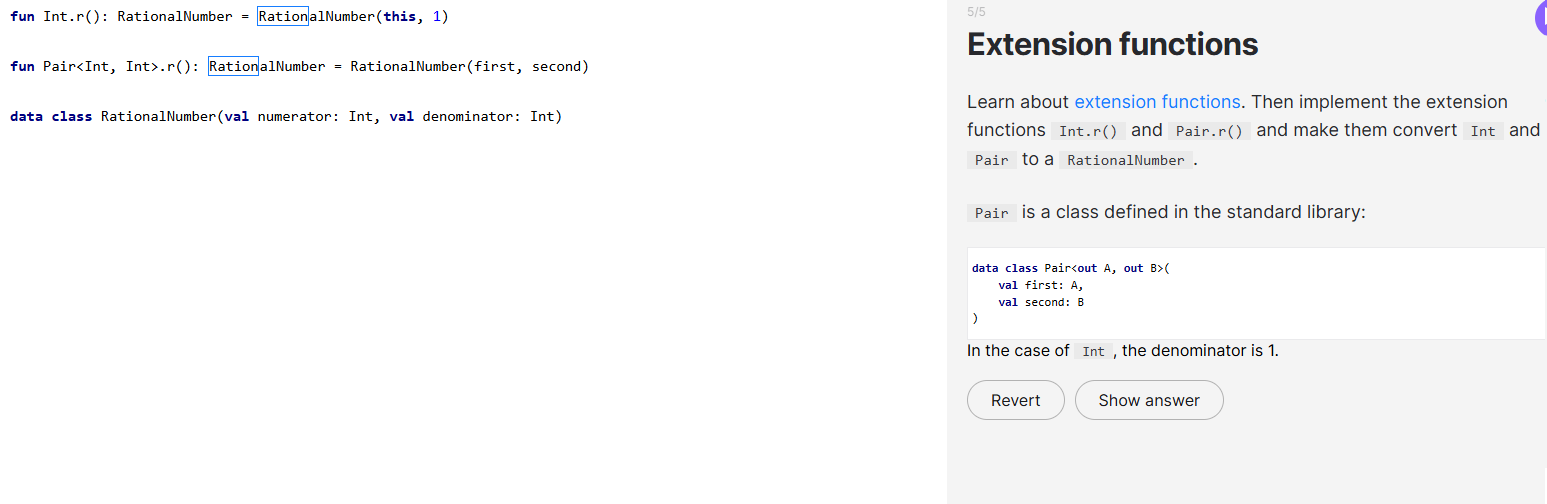 fun Int.r(): RationalNumber = RationalNumber(this, 1)
fun Pair<Int, Int>.r(): RationalNumber = RationalNumber(first, second)
data class RationalNumber(val numerator: Int, val denominator: Int)
5/5
Extension functions
Learn about extension functions. Then implement the extension
functions Int.r() and Pair.r() and make them convert Int and
Pair to a RationalNumber.
Pair is a class defined in the standard library:
data class Pair<out A, out B>(
    val first: A,
    val second: B
)
In the case of Int, the denominator is 1.
Revert
Show answer